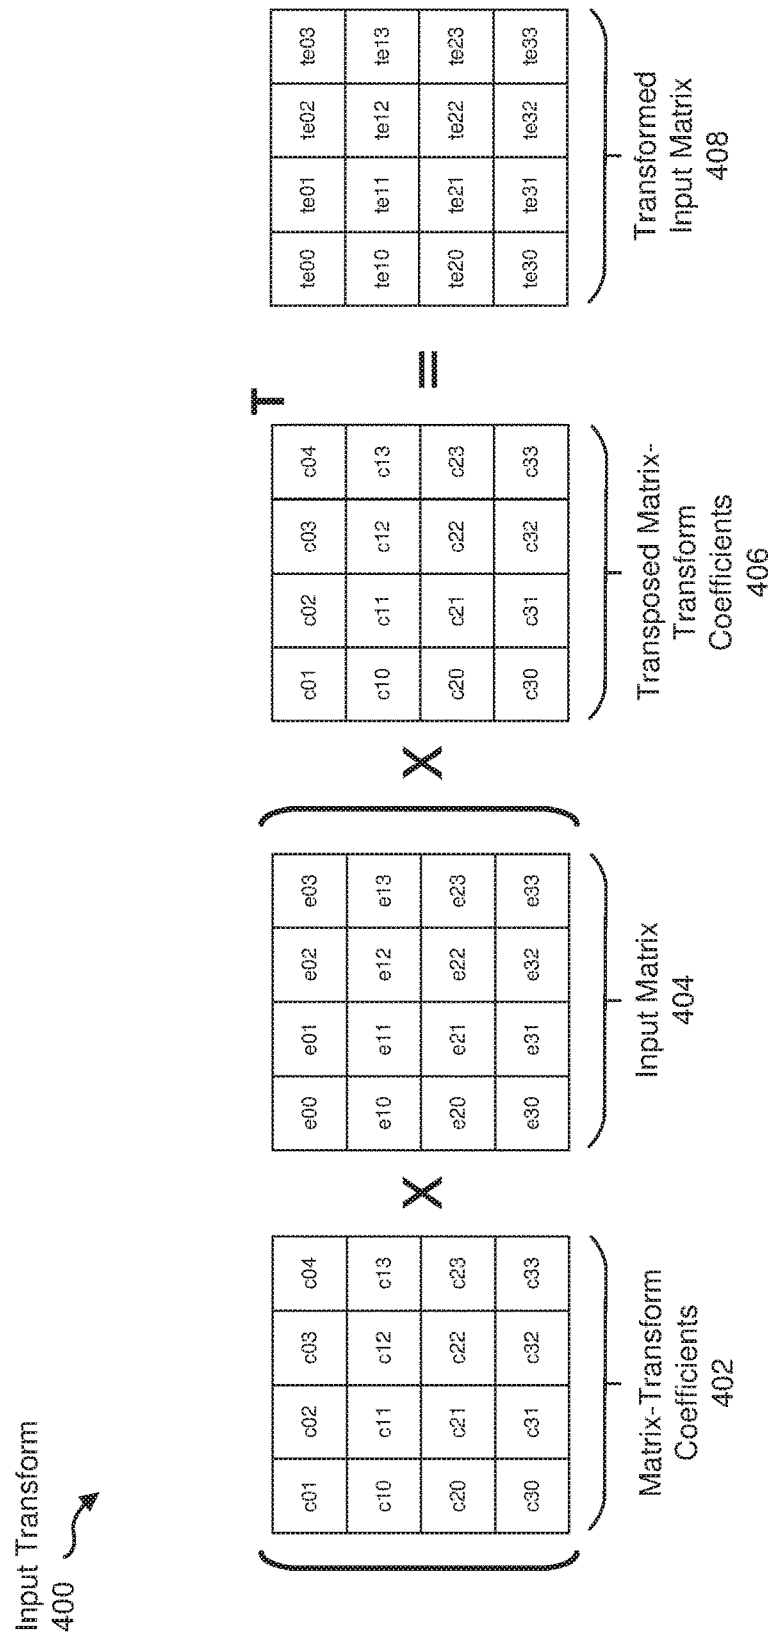 Input Transform
400
c01 c02 c03 c04
c10 c11 c12 c13
c20 c21 c22 c23
c30 c31 c32 c33
Matrix-Transform
Coefficients
402
X
e00 e01 e02 e03
e10 e11 e12 e13
e20 e21 e22 e23
e30 e31 e32 e33
Input Matrix
404
X
c01 c02 c03 c04
c10 c11 c12 c13
c20 c21 c22 c23
c30 c31 c32 c33
T
Transposed Matrix-
Transform
Coefficients
406
=
te00 te01 te02 te03
te10 te11 te12 te13
te20 te21 te22 te23
te30 te31 te32 te33
Transformed
Input Matrix
408